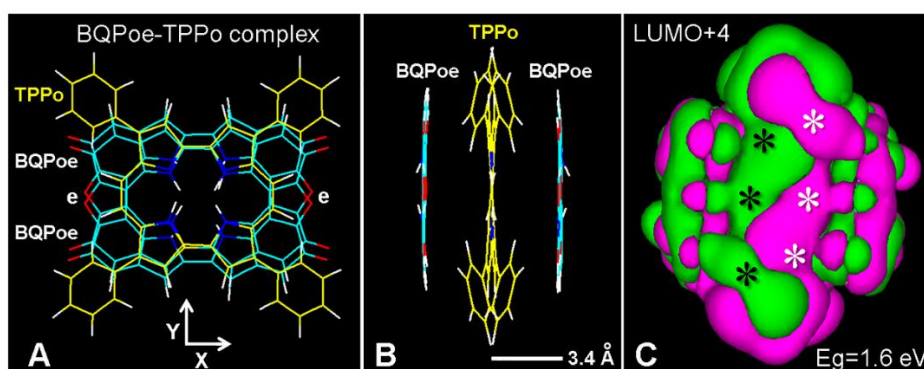 BQPoe-TPPo complex
TPPo
BQPoe
e e
BQPoe
Y
X
A
TPPo
BQPoe BQPoe
B
3.4 Å
LUMO+4
* *
* *
* *
C
Eg=1.6 eV